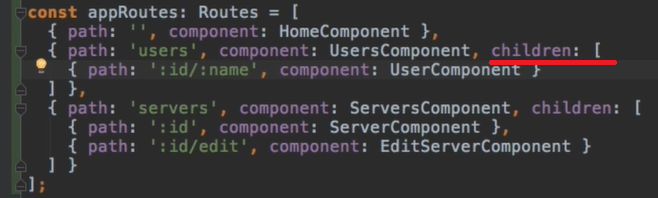 const appRoutes: Routes = [
{ path: '', component: HomeComponent },
{ path: 'users', component: UsersComponent, children: [
{ path: ':id/:name', component: UserComponent }
] },
{ path: 'servers', component: ServersComponent, children: [
{ path: ':id', component: ServerComponent },
{ path: ':id/edit', component: EditServerComponent }
] }
];